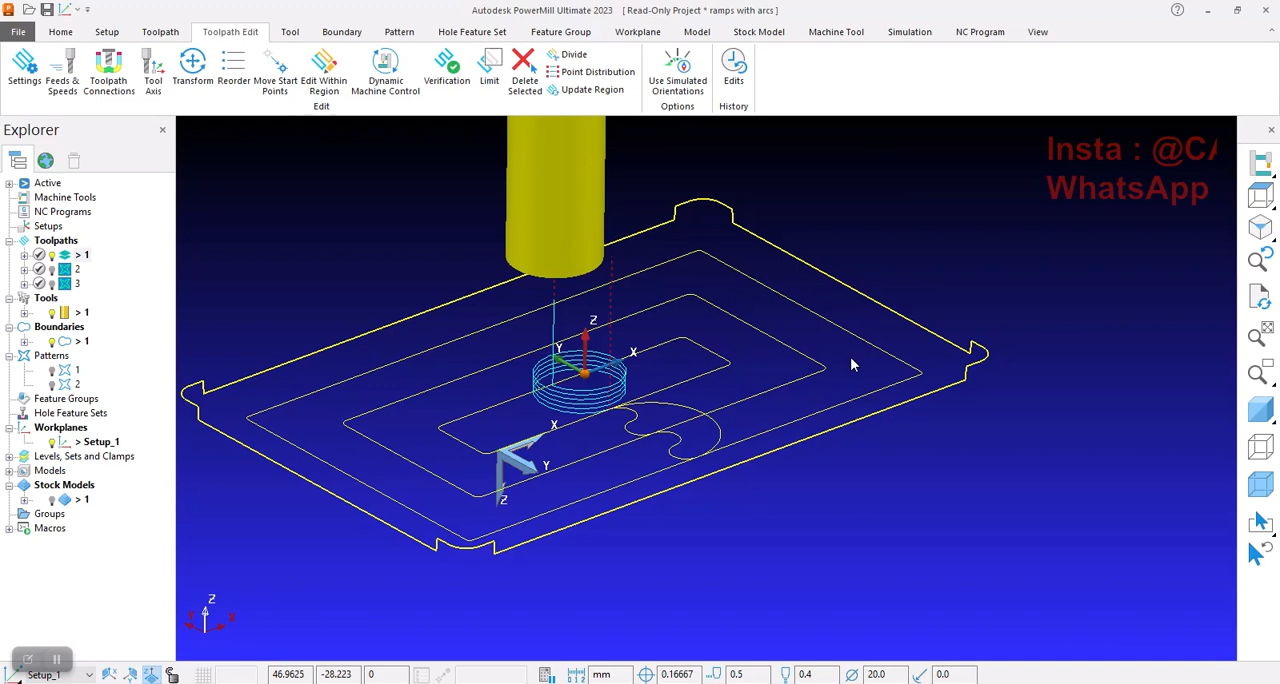 Autodesk PowerMill Ultimate 2023 [ Read-Only Project * ramps with arcs ]
File Home Setup Toolpath Toolpath Edit Tool Boundary Pattern Hole Feature Set Feature Group Workplane Model Stock Model Machine Tool Simulation NC Program View
Settings Feeds & Speeds Toolpath Connections Tool Axis Transform Reorder Move Start Points Edit Within Region Dynamic Machine Control Verification Limit Delete Selected Divide Point Distribution Update Region Use Simulated Orientations Edits
Edit Options History
Explorer
Active
Machine Tools
NC Programs
Setups
Toolpaths
> 1
2
3
Tools
> 1
Boundaries
> 1
Patterns
1
2
Feature Groups
Hole Feature Sets
Workplanes
> Setup_1
Levels, Sets and Clamps
Models
Stock Models
> 1
Groups
Macros
Insta : @CA
WhatsApp
Z
Y
X
X
Y
Z
Z
Y
X
Setup_1 46.9625 -28.223 0 mm 0.16667 0.5 0.4 20.0 0.0